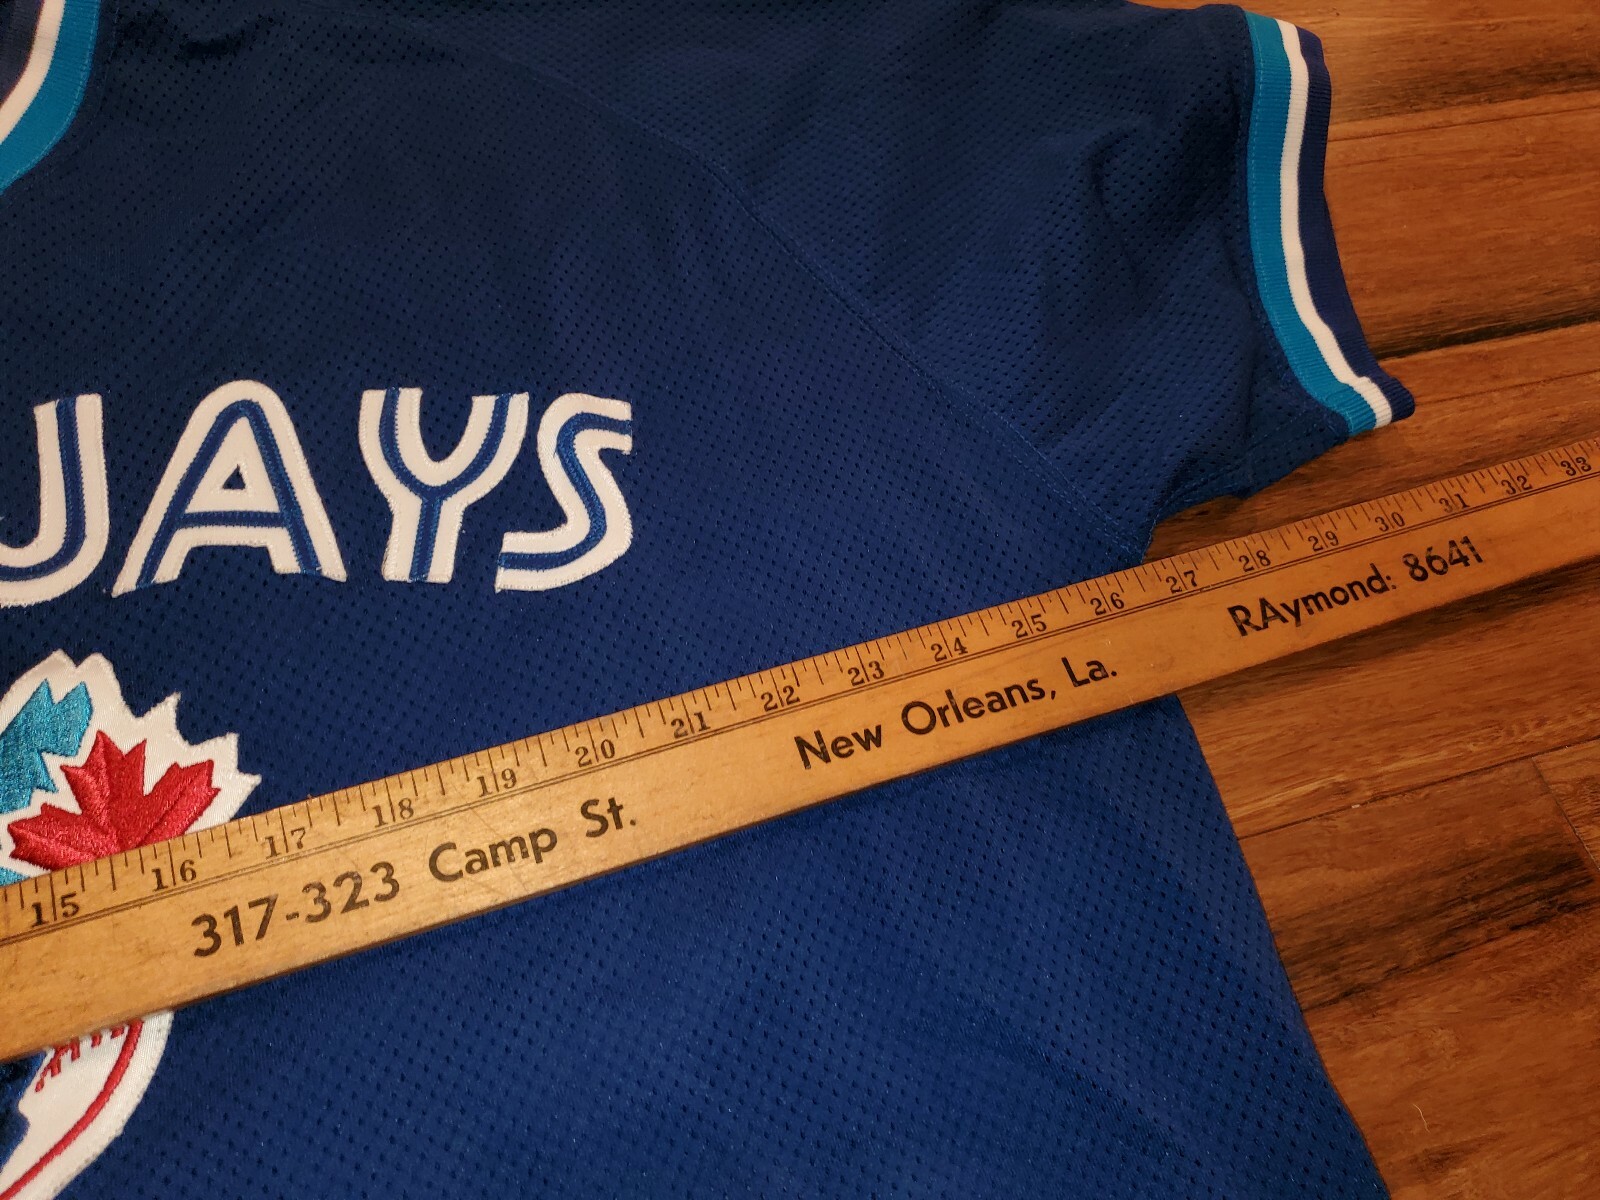 JAYS
15 16 17 18 19 20 21 22 23 24 25 26 27 28 29 30 31 32 33
317-323 Camp St. New Orleans, La. RAymond: 8641